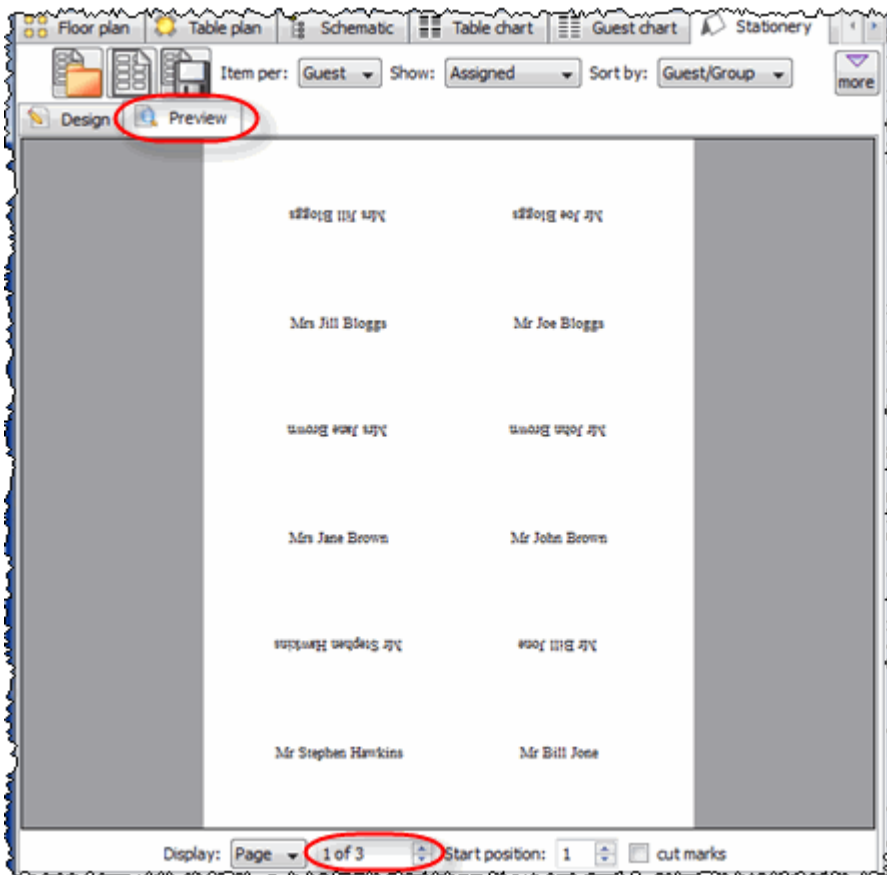 Floor plan Table plan Schematic Table chart Guest chart Stationery
Item per: Guest Show: Assigned Sort by: Guest/Group more
Design Preview
Mrs Jill Bloggs Mr Joe Bloggs
Mrs Jill Bloggs Mr Joe Bloggs
Mrs Jane Brown Mr John Brown
Mrs Jane Brown Mr John Brown
Mr Stephen Hawkins Mr Bill Jone
Mr Stephen Hawkins Mr Bill Jone
Display: Page 1 of 3 Start position: 1 cut marks